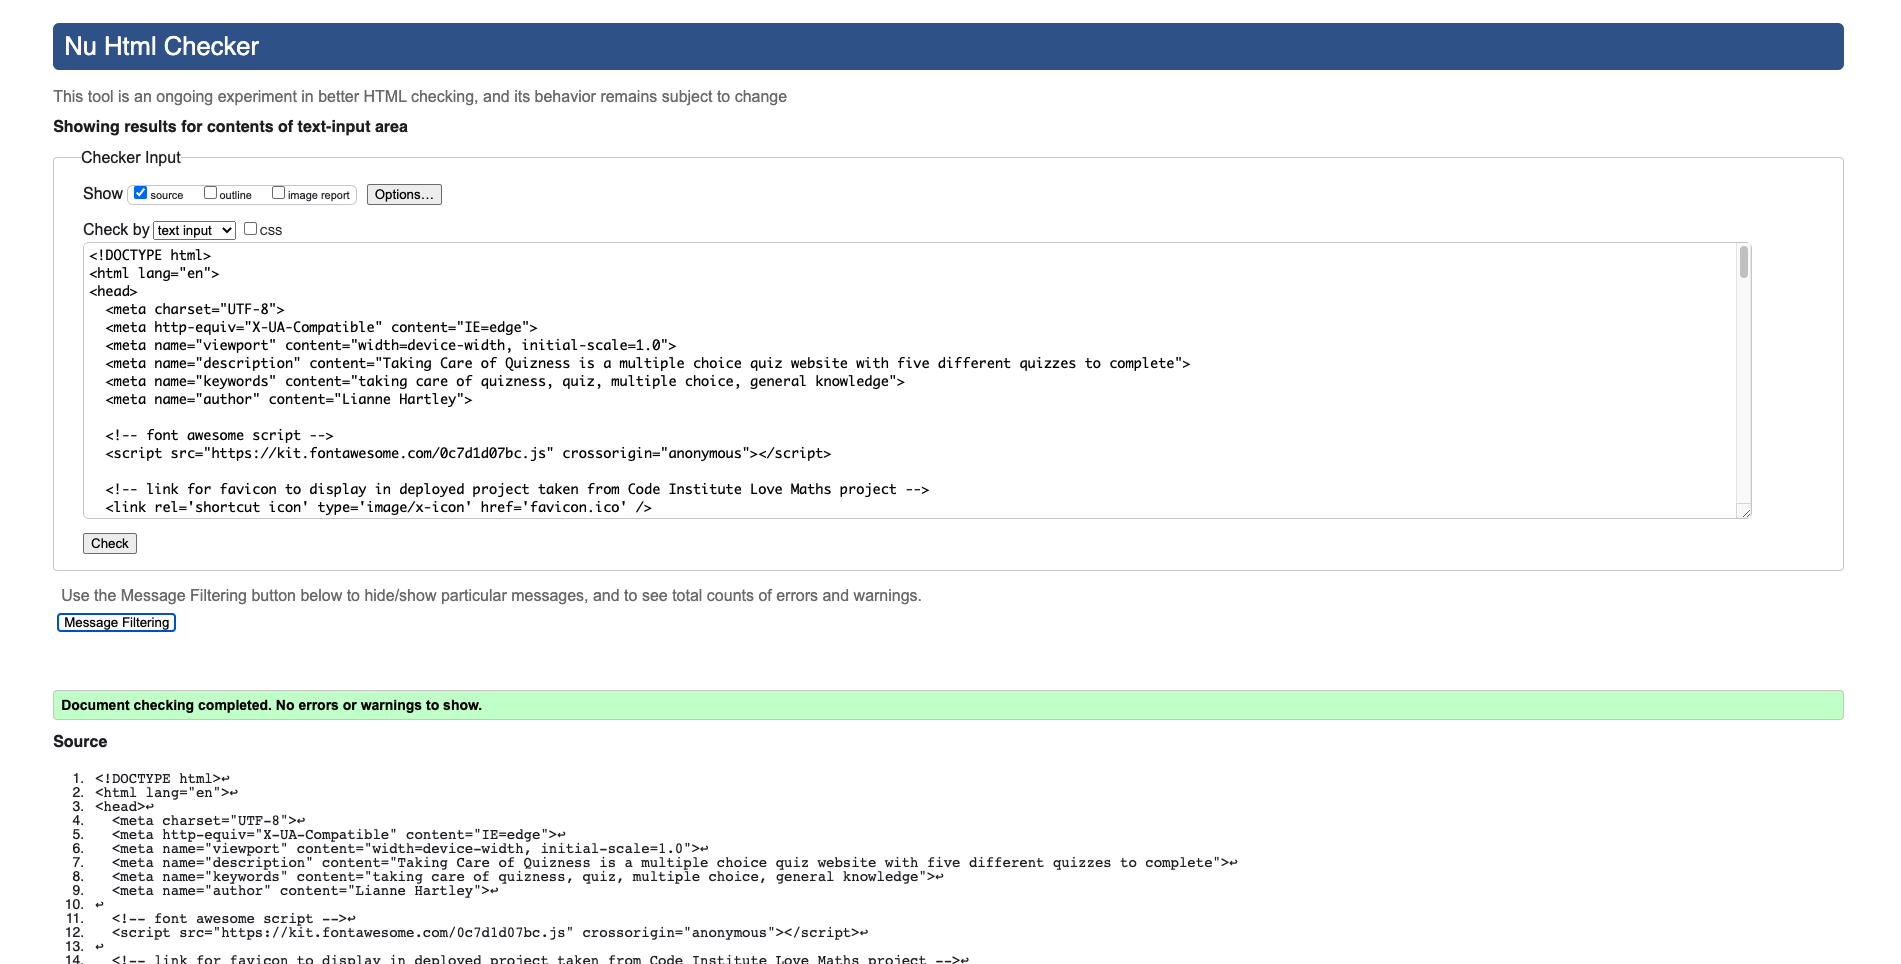 Nu Html Checker
This tool is an ongoing experiment in better HTML checking, and its behavior remains subject to change
Showing results for contents of text-input area
Checker Input
Show source outline image report Options...
Check by text input css
<!DOCTYPE html>
<html lang="en">
<head>
  <meta charset="UTF-8">
  <meta http-equiv="X-UA-Compatible" content="IE=edge">
  <meta name="viewport" content="width=device-width, initial-scale=1.0">
  <meta name="description" content="Taking Care of Quizness is a multiple choice quiz website with five different quizzes to complete">
  <meta name="keywords" content="taking care of quizness, quiz, multiple choice, general knowledge">
  <meta name="author" content="Lianne Hartley">
  <!-- font awesome script -->
  <script src="https://kit.fontawesome.com/0c7d1d07bc.js" crossorigin="anonymous"></script>
  <!-- link for favicon to display in deployed project taken from Code Institute Love Maths project -->
  <link rel='shortcut icon' type='image/x-icon' href='favicon.ico' />
Check
Use the Message Filtering button below to hide/show particular messages, and to see total counts of errors and warnings.
Message Filtering
Document checking completed. No errors or warnings to show.
Source
1. <!DOCTYPE html>↩
2. <html lang="en">↩
3. <head>↩
4.   <meta charset="UTF-8">↩
5.   <meta http-equiv="X-UA-Compatible" content="IE=edge">↩
6.   <meta name="viewport" content="width=device-width, initial-scale=1.0">↩
7.   <meta name="description" content="Taking Care of Quizness is a multiple choice quiz website with five different quizzes to complete">↩
8.   <meta name="keywords" content="taking care of quizness, quiz, multiple choice, general knowledge">↩
9.   <meta name="author" content="Lianne Hartley">↩
10. ↩
11.   <!-- font awesome script -->↩
12.   <script src="https://kit.fontawesome.com/0c7d1d07bc.js" crossorigin="anonymous"></script>↩
13. ↩
14.   <!-- link for favicon to display in deployed project taken from Code Institute Love Maths project -->↩